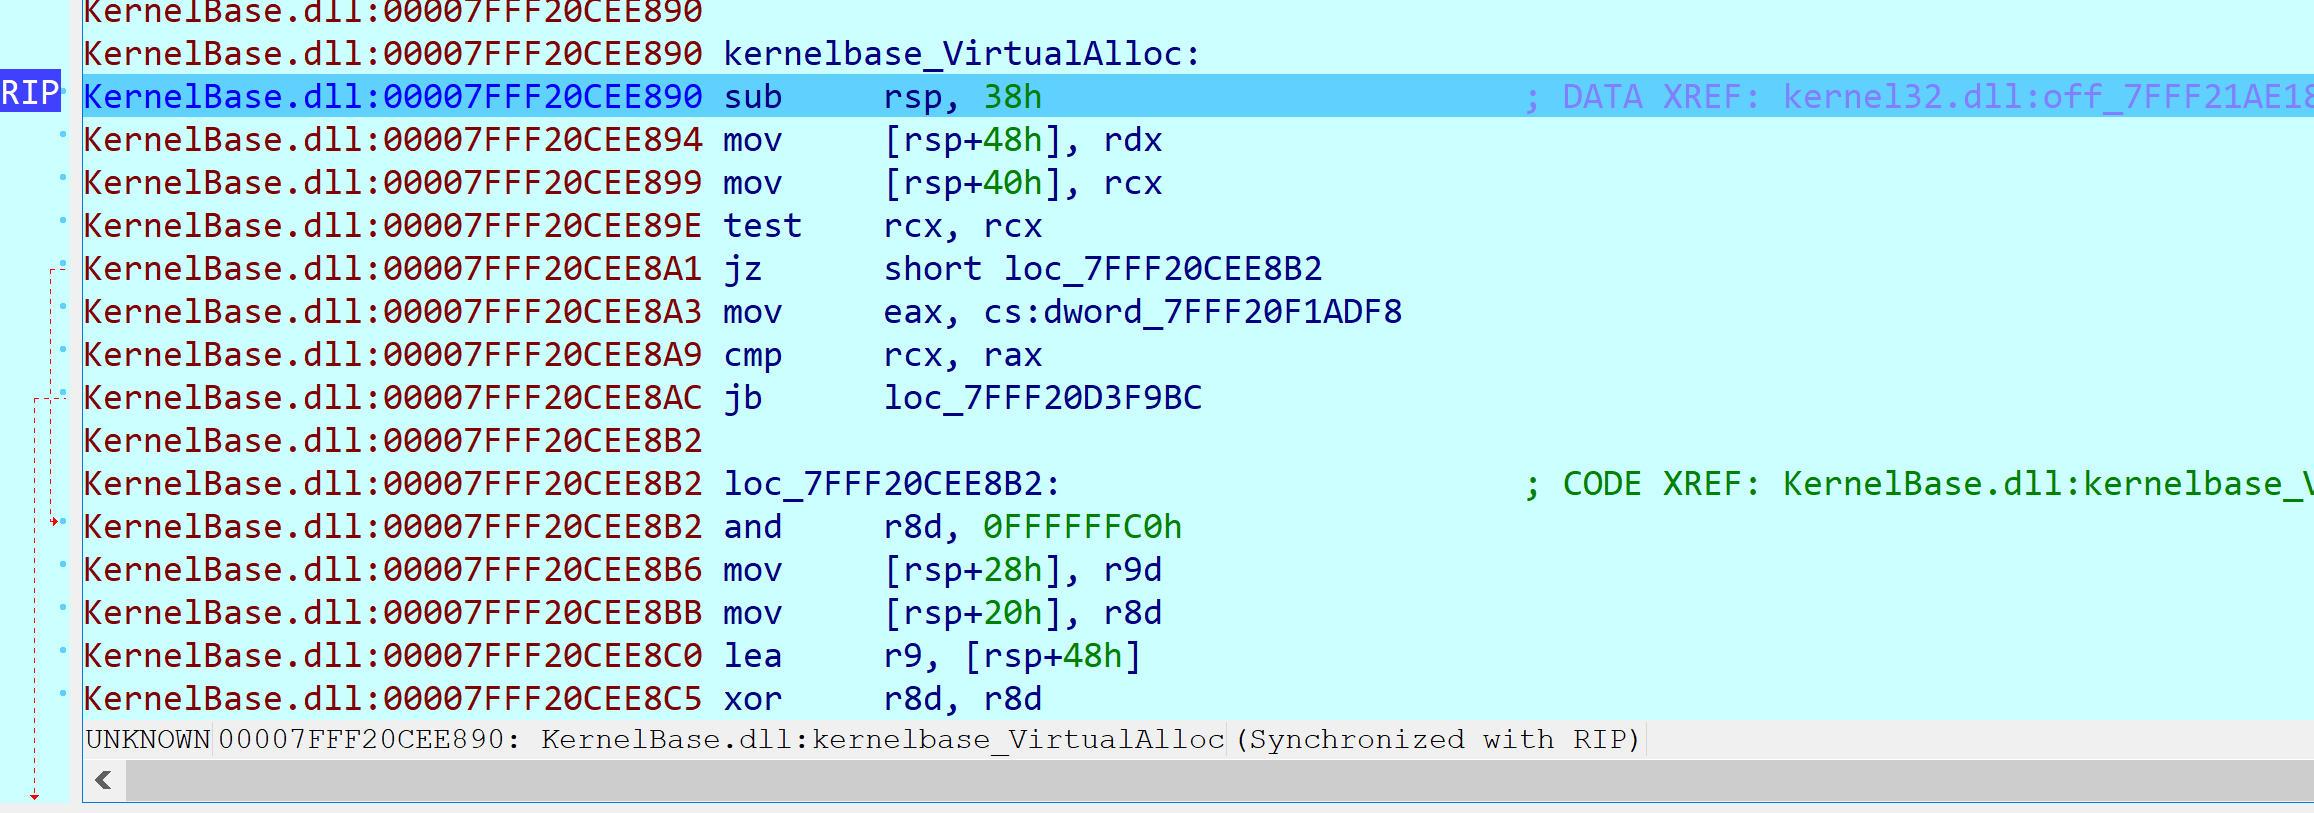 KernelBase.dll:00007FFF20CEE890
KernelBase.dll:00007FFF20CEE890 kernelbase_VirtualAlloc:
RIP KernelBase.dll:00007FFF20CEE890 sub rsp, 38h ; DATA XREF: kernel32.dll:off_7FFF21AE18
KernelBase.dll:00007FFF20CEE894 mov [rsp+48h], rdx
KernelBase.dll:00007FFF20CEE899 mov [rsp+40h], rcx
KernelBase.dll:00007FFF20CEE89E test rcx, rcx
KernelBase.dll:00007FFF20CEE8A1 jz short loc_7FFF20CEE8B2
KernelBase.dll:00007FFF20CEE8A3 mov eax, cs:dword_7FFF20F1ADF8
KernelBase.dll:00007FFF20CEE8A9 cmp rcx, rax
KernelBase.dll:00007FFF20CEE8AC jb loc_7FFF20D3F9BC
KernelBase.dll:00007FFF20CEE8B2
KernelBase.dll:00007FFF20CEE8B2 loc_7FFF20CEE8B2: ; CODE XREF: KernelBase.dll:kernelbase_V
KernelBase.dll:00007FFF20CEE8B2 and r8d, 0FFFFFFC0h
KernelBase.dll:00007FFF20CEE8B6 mov [rsp+28h], r9d
KernelBase.dll:00007FFF20CEE8BB mov [rsp+20h], r8d
KernelBase.dll:00007FFF20CEE8C0 lea r9, [rsp+48h]
KernelBase.dll:00007FFF20CEE8C5 xor r8d, r8d
UNKNOWN 00007FFF20CEE890: KernelBase.dll:kernelbase_VirtualAlloc (Synchronized with RIP)